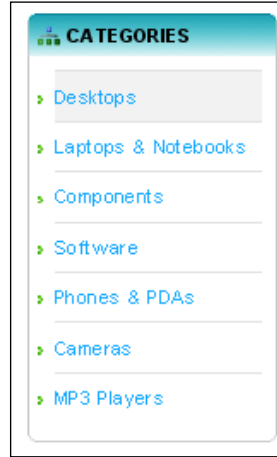 CATEGORIES
Desktops
Laptops & Notebooks
Components
Software
Phones & PDAs
Cameras
MP3 Players